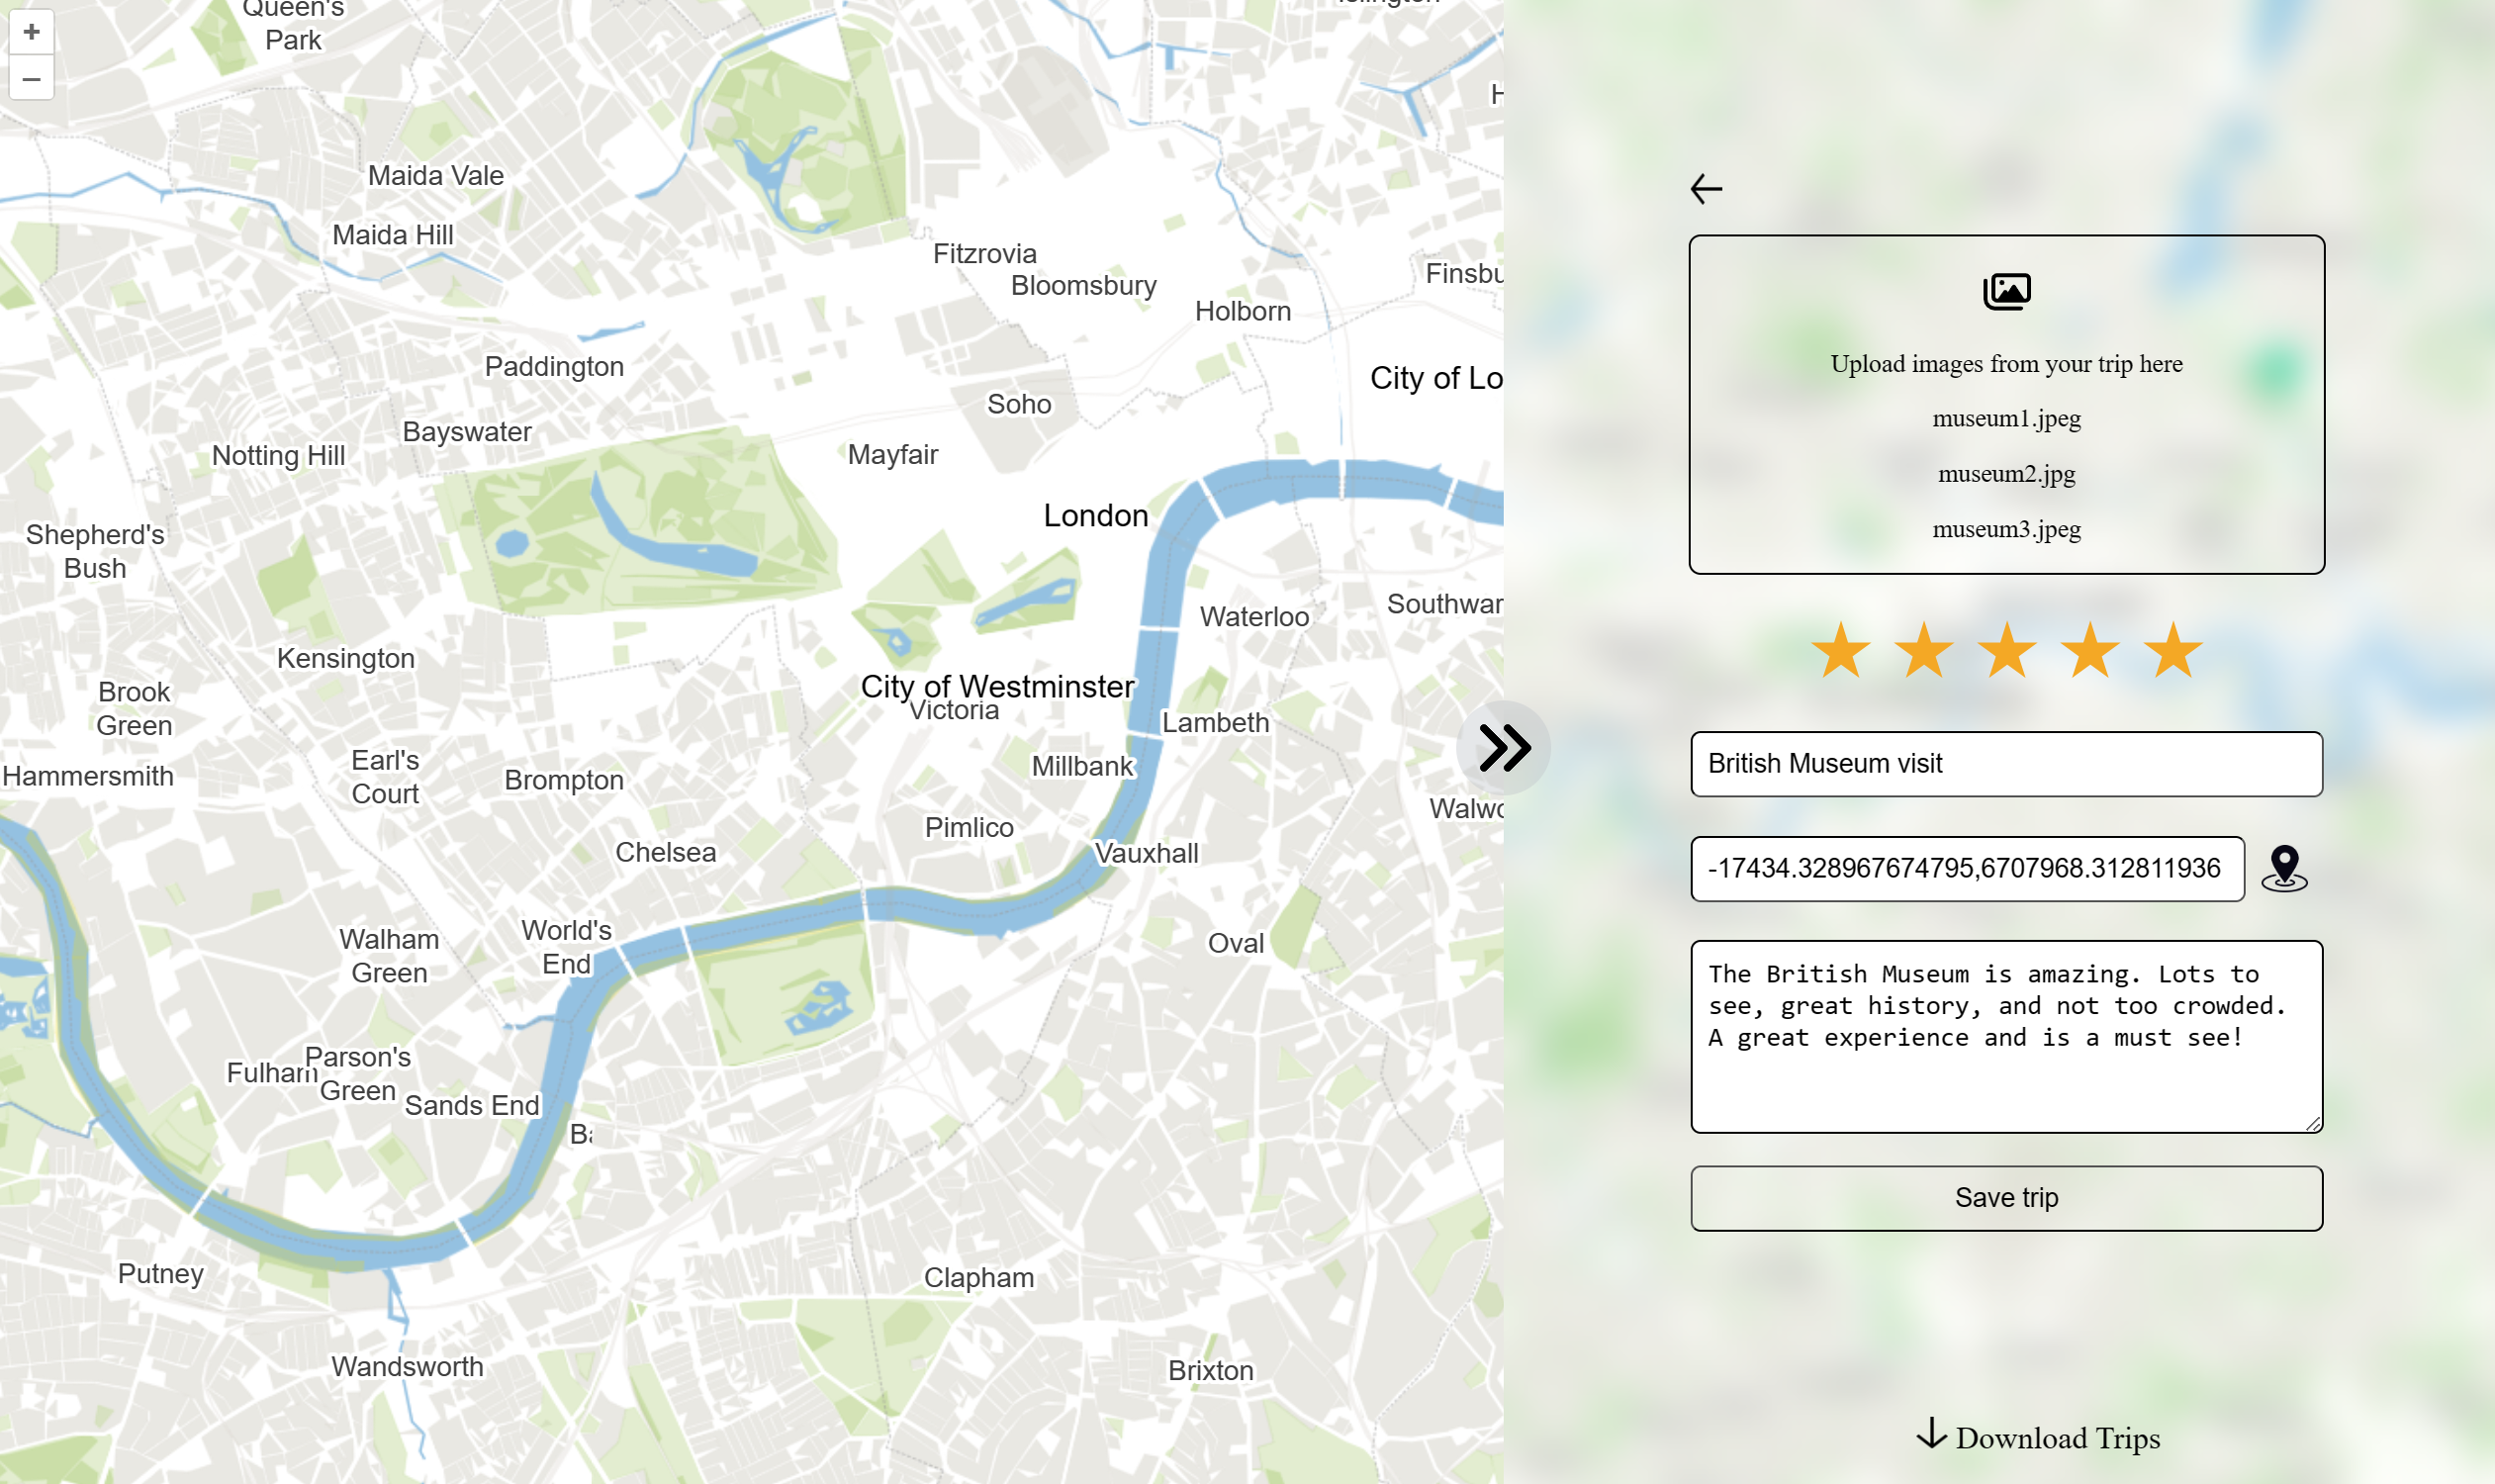 Queen's
Park
+
−
Maida Vale
Maida Hill
Fitzrovia
Bloomsbury
Holborn
Finsbu
Paddington
City of Lo
Soho
Bayswater
Notting Hill
Mayfair
London
Shepherd's
Bush
Waterloo
Southwar
Kensington
City of Westminster
Victoria
Brook
Green
Lambeth
Earl's
Court
Hammersmith
Brompton
Millbank
Walwo
Pimlico
Chelsea
Vauxhall
World's
End
Walham
Green
Oval
Parson's
Green
Fulham
Sands End
Ba
Putney
Clapham
Wandsworth
Brixton
Upload images from your trip here
museum1.jpeg
museum2.jpg
museum3.jpeg
British Museum visit
-17434.328967674795,6707968.312811936
The British Museum is amazing. Lots to
see, great history, and not too crowded.
A great experience and is a must see!
Save trip
Download Trips